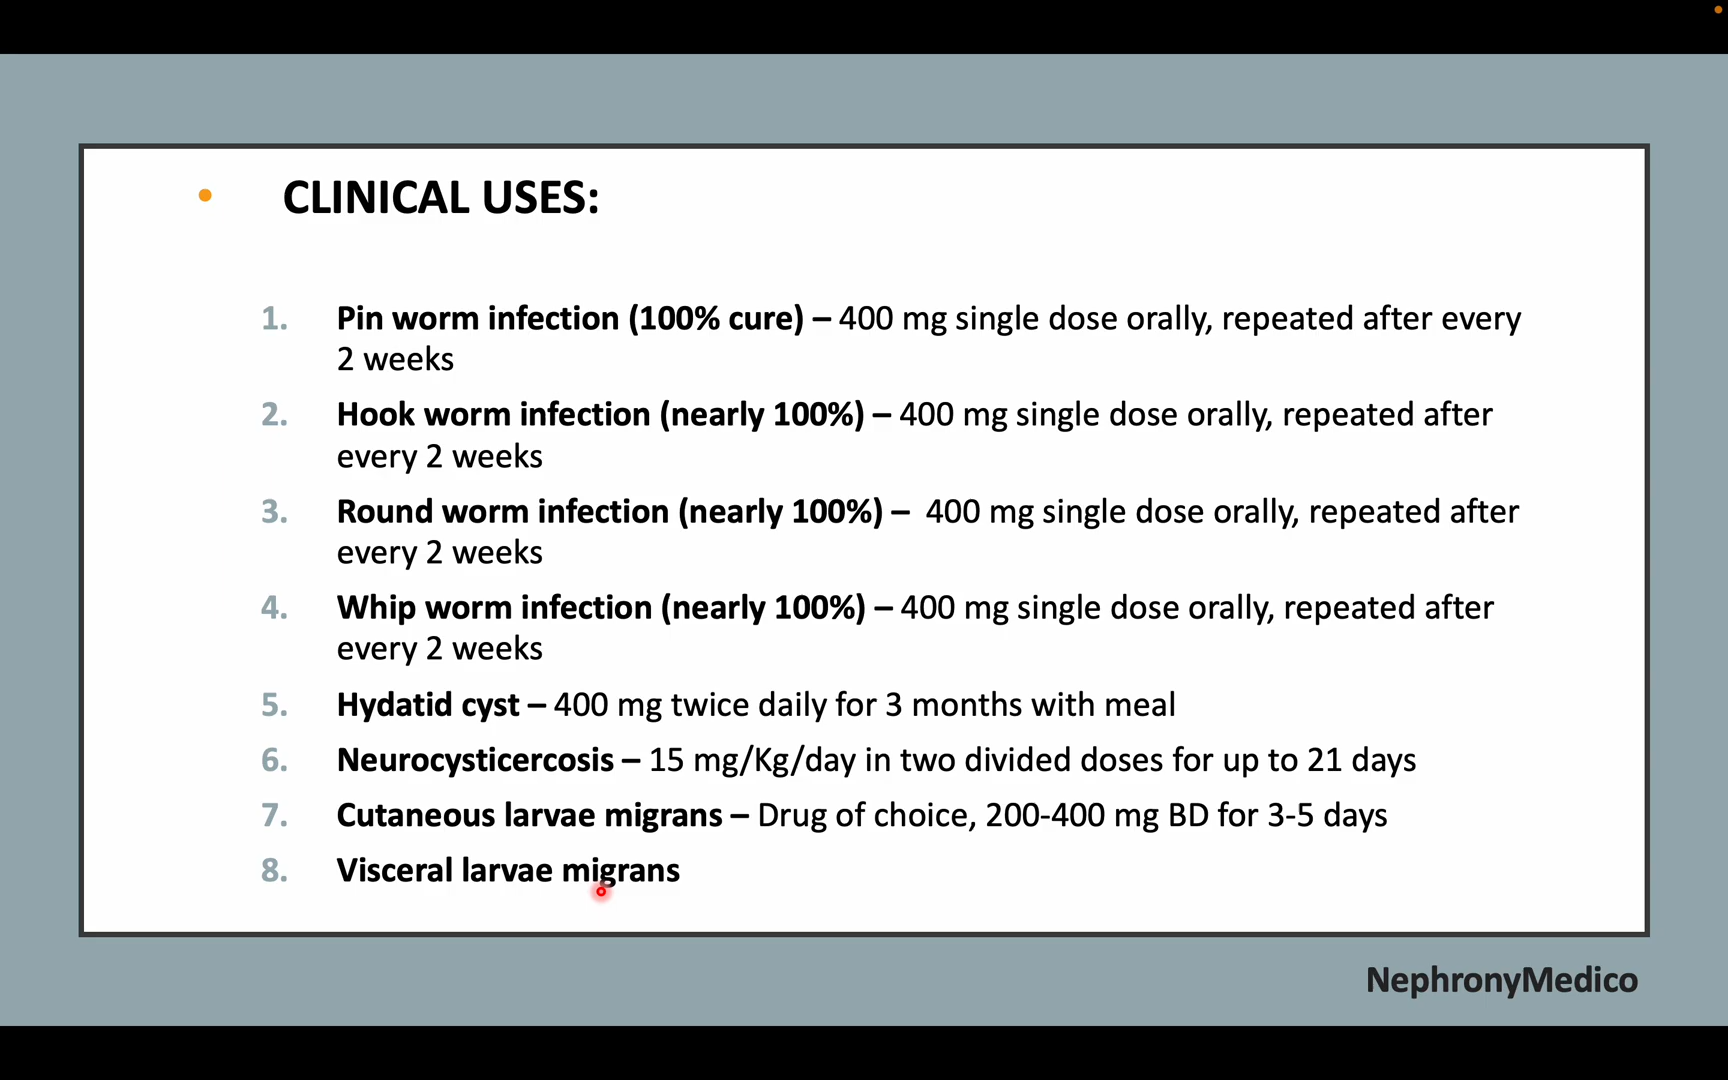 • CLINICAL USES:
1. Pin worm infection (100% cure) – 400 mg single dose orally, repeated after every
2 weeks
2. Hook worm infection (nearly 100%) – 400 mg single dose orally, repeated after
every 2 weeks
3. Round worm infection (nearly 100%) – 400 mg single dose orally, repeated after
every 2 weeks
4. Whip worm infection (nearly 100%) – 400 mg single dose orally, repeated after
every 2 weeks
5. Hydatid cyst – 400 mg twice daily for 3 months with meal
6. Neurocysticercosis – 15 mg/Kg/day in two divided doses for up to 21 days
7. Cutaneous larvae migrans – Drug of choice, 200-400 mg BD for 3-5 days
8. Visceral larvae migrans
NephronyMedico